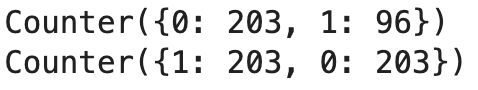 Counter({0: 203, 1: 96})
Counter({1: 203, 0: 203})